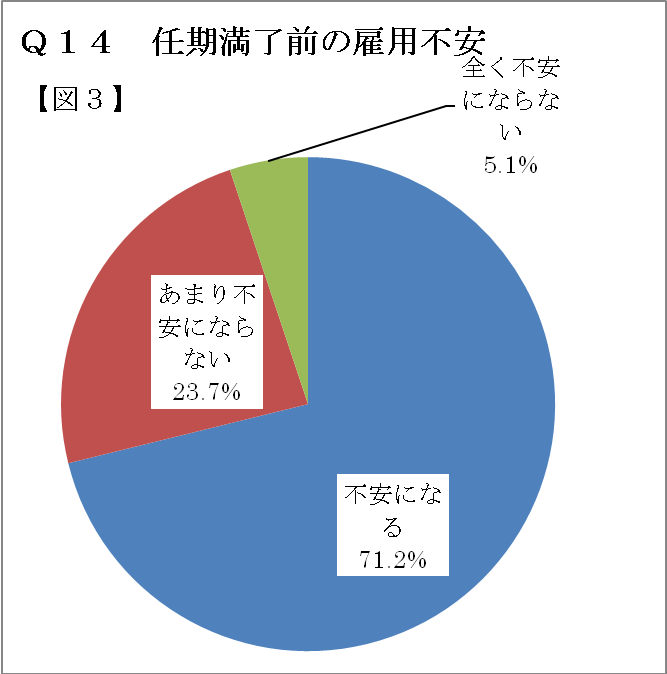 Q14 任期満了前の雇用不安
【図3】
全く不安
にならな
い
5.1%
あまり不
安になら
ない
23.7%
不安にな
る
71.2%